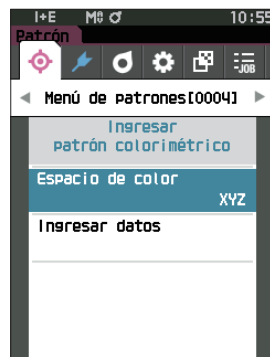 I+E M0 10:55
Patrón
-JOB
Menú de patrones[0004]
Ingresar
patrón colorimétrico
Espacio de color
XYZ
Ingresar datos